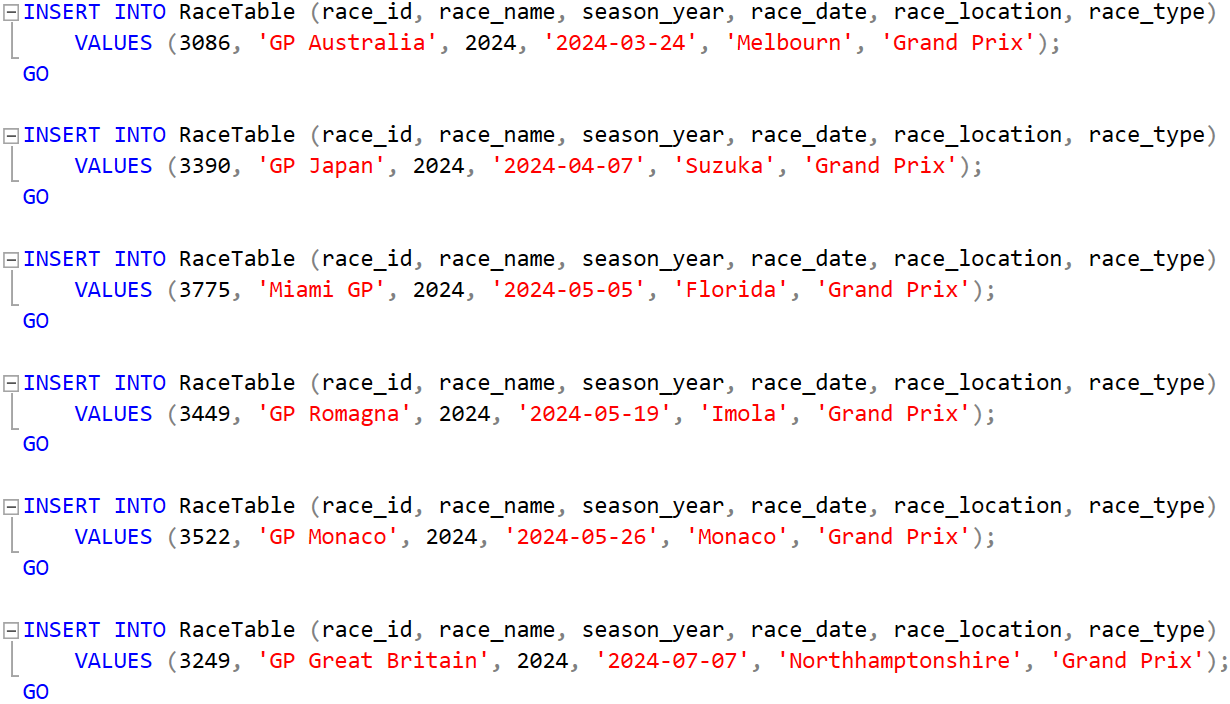 INSERT INTO RaceTable (race_id, race_name, season_year, race_date, race_location, race_type)
VALUES (3086, 'GP Australia', 2024, '2024-03-24', 'Melbourn', 'Grand Prix');
GO
INSERT INTO RaceTable (race_id, race_name, season_year, race_date, race_location, race_type)
VALUES (3390, 'GP Japan', 2024, '2024-04-07', 'Suzuka', 'Grand Prix');
GO
INSERT INTO RaceTable (race_id, race_name, season_year, race_date, race_location, race_type)
VALUES (3775, 'Miami GP', 2024, '2024-05-05', 'Florida', 'Grand Prix');
GO
INSERT INTO RaceTable (race_id, race_name, season_year, race_date, race_location, race_type)
VALUES (3449, 'GP Romagna', 2024, '2024-05-19', 'Imola', 'Grand Prix');
GO
INSERT INTO RaceTable (race_id, race_name, season_year, race_date, race_location, race_type)
VALUES (3522, 'GP Monaco', 2024, '2024-05-26', 'Monaco', 'Grand Prix');
GO
INSERT INTO RaceTable (race_id, race_name, season_year, race_date, race_location, race_type)
VALUES (3249, 'GP Great Britain', 2024, '2024-07-07', 'Northhamptonshire', 'Grand Prix');
GO